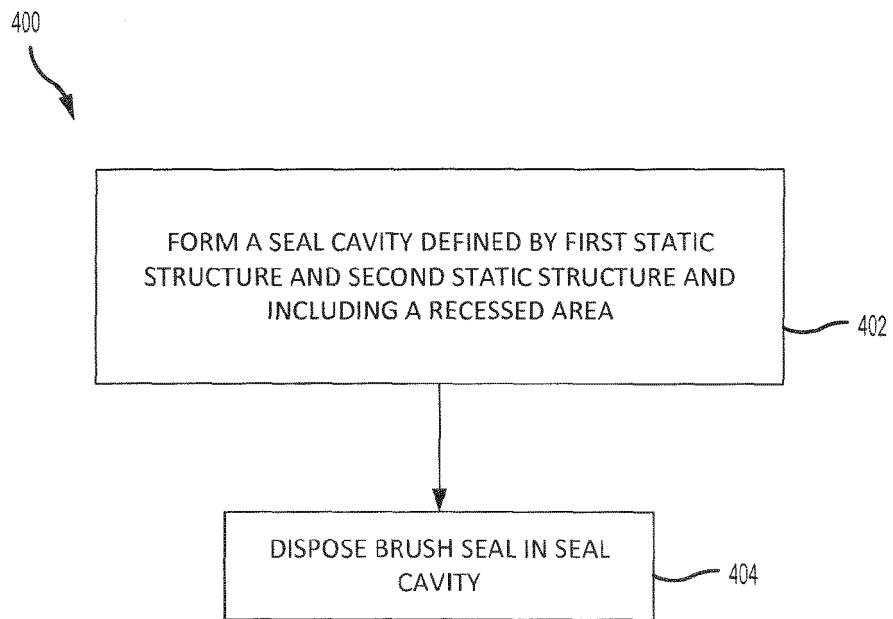 400
FORM A SEAL CAVITY DEFINED BY FIRST STATIC
STRUCTURE AND SECOND STATIC STRUCTURE AND
INCLUDING A RECESSED AREA
402
DISPOSE BRUSH SEAL IN SEAL
CAVITY
404